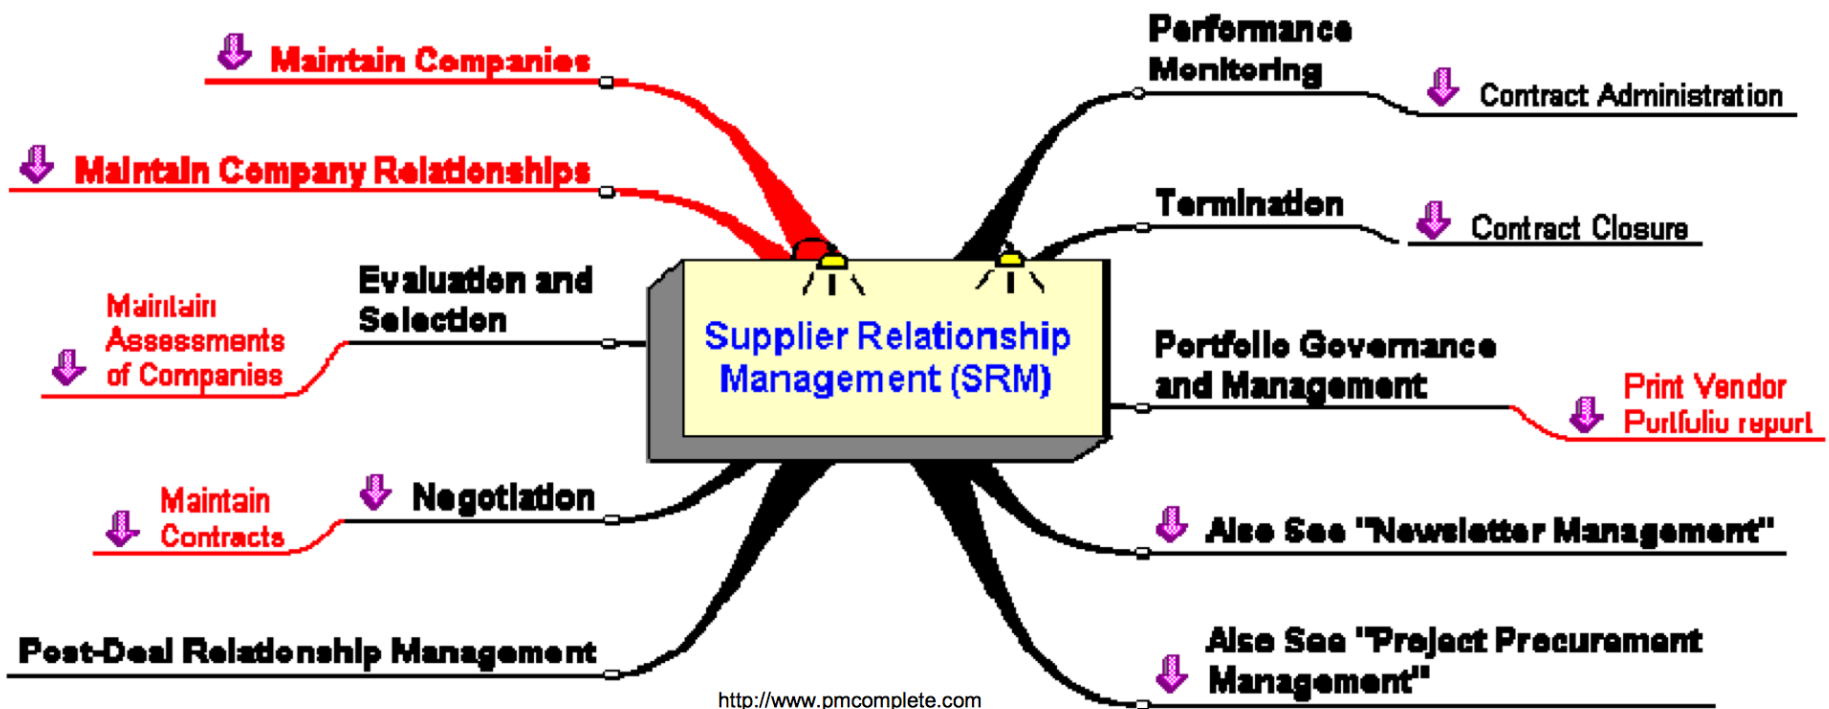 Maintain Companies
Maintain Company Relationships
Evaluation and
Selection
Maintain
Assessments
of Companies
Negotiation
Maintain
Contracts
Post-Deal Relationship Management
Supplier Relationship
Management (SRM)
Performance
Monitoring
Contract Administration
Termination
Contract Closure
Portfolio Governance
and Management
Print Vendor
Portfolio report
Also See "Newsletter Management"
Also See "Project Procurement
Management"
http://www.pmcomplete.com